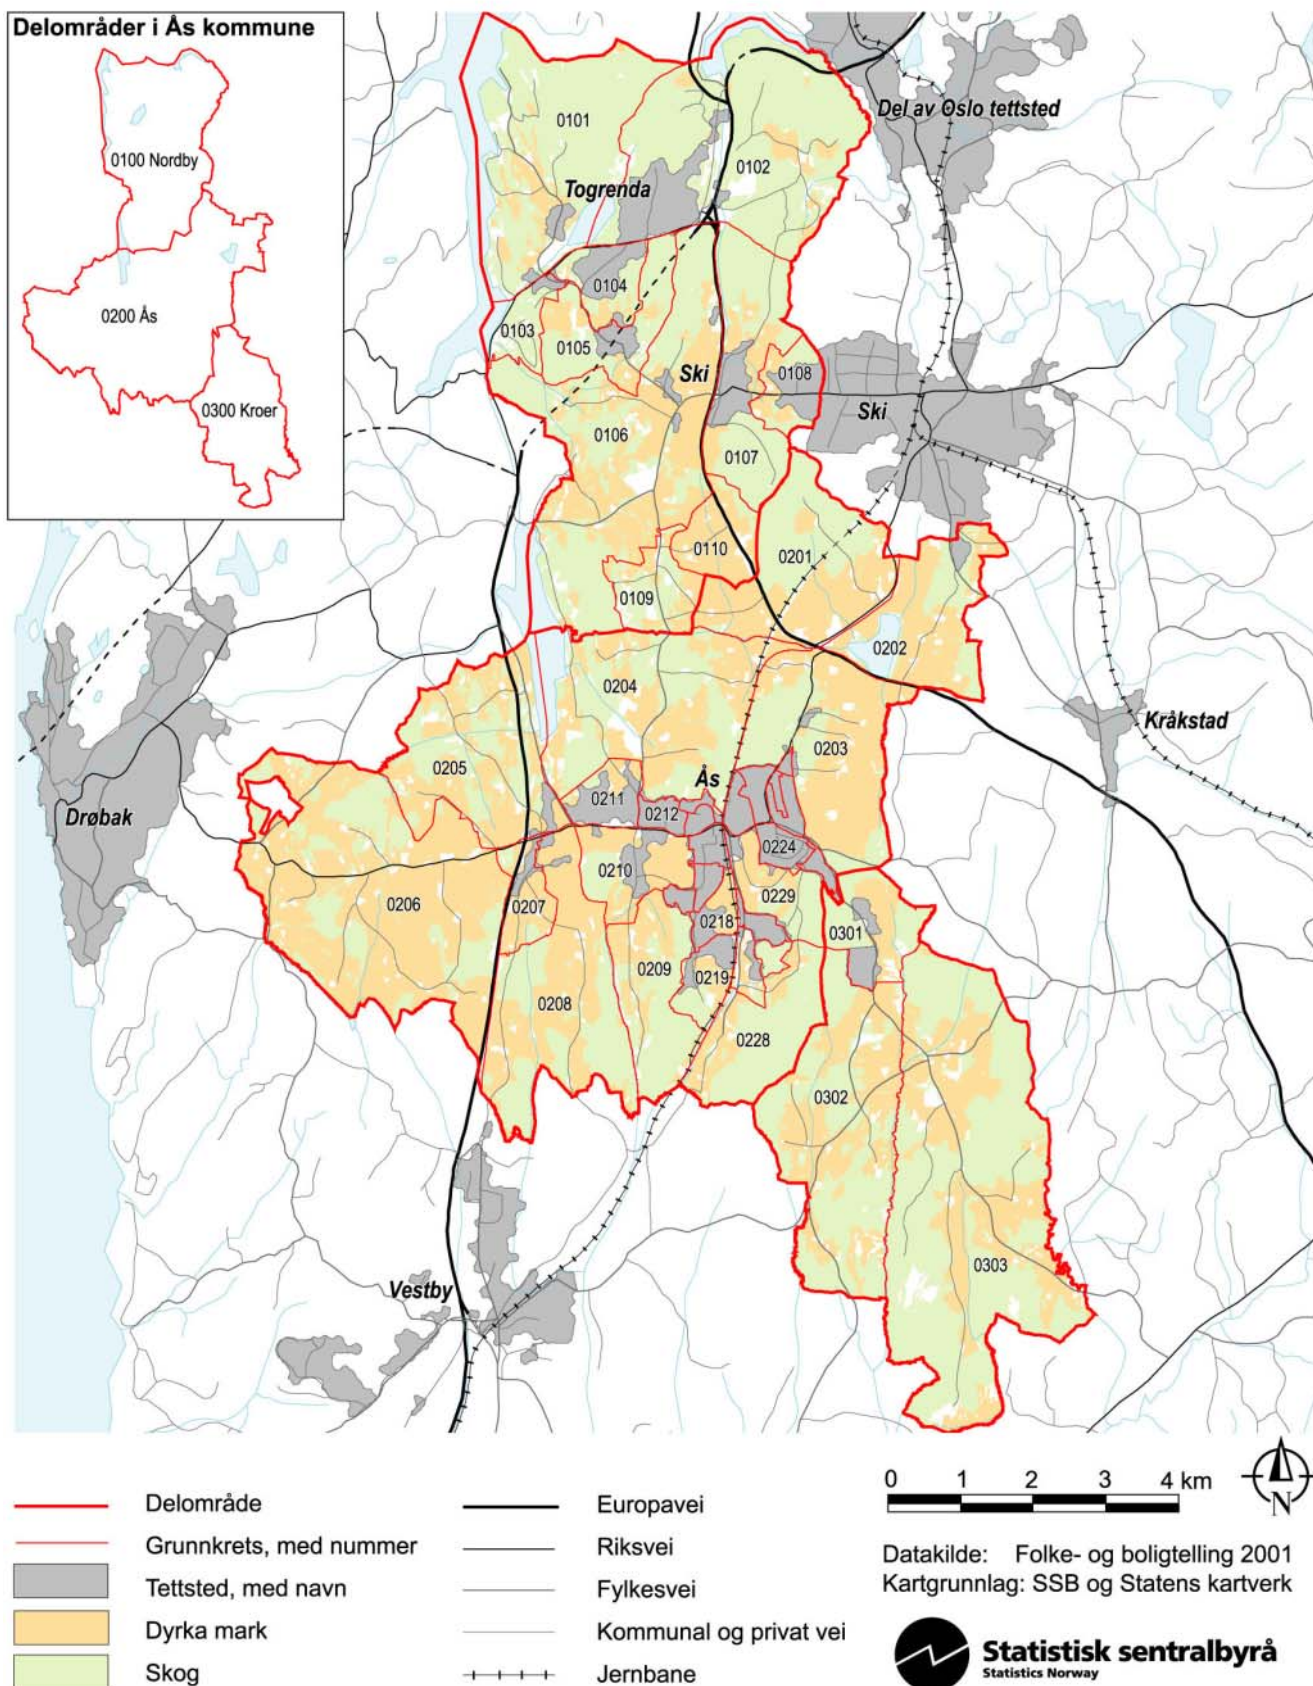 Delområder i Ås kommune
0100 Nordby
0200 Ås
0300 Kroer
Del av Oslo tettsted
0101
0102
Togrenda
0104
0103
0105
Ski
0108
Ski
0106
0107
0110
0201
0109
0202
0204
Kråkstad
0203
0205
Ås
0211
0212
Drøbak
0224
0210
0229
0206
0207
0218
0301
0209
0219
0208
0228
0302
0303
Vestby
Delområde
Grunnkrets, med nummer
Tettsted, med navn
Dyrka mark
Skog
Europavei
Riksvei
Fylkesvei
Kommunal og privat vei
Jernbane
0 1 2 3 4 km
N
Datakilde: Folke- og boligtelling 2001
Kartgrunnlag: SSB og Statens kartverk
Statistisk sentralbyrå
Statistics Norway